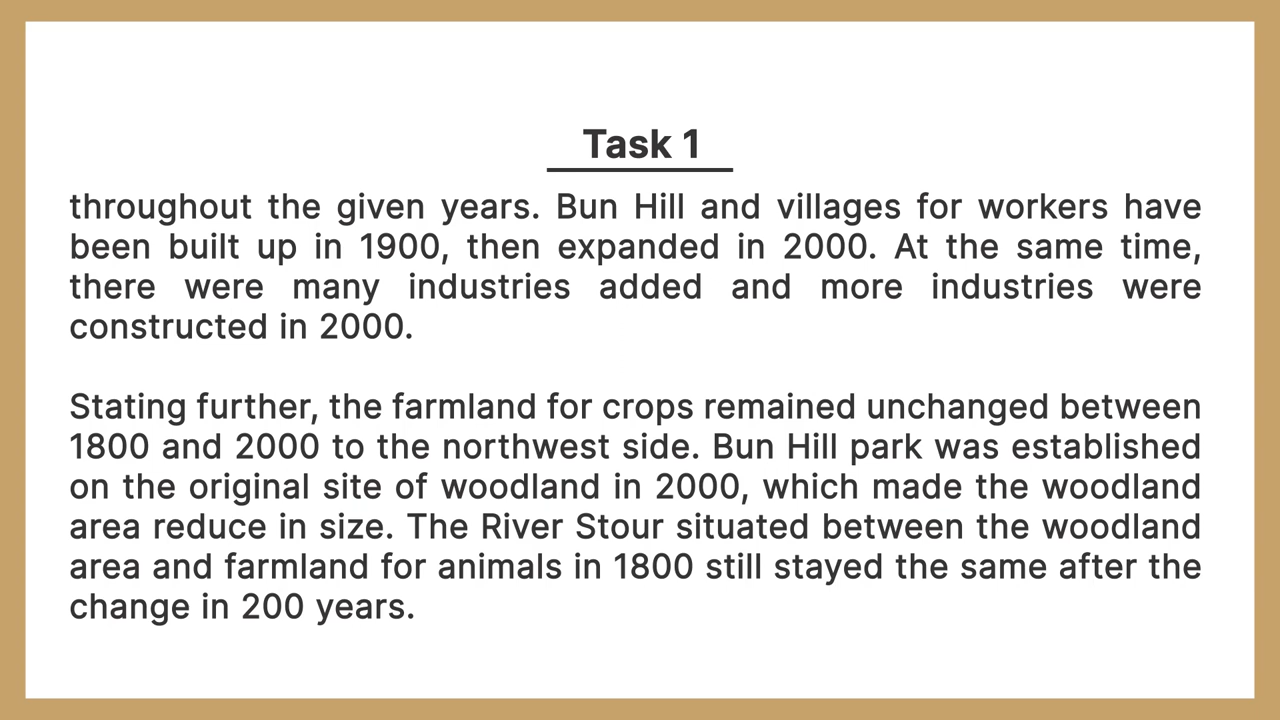 Task 1
throughout the given years. Bun Hill and villages for workers have
been built up in 1900, then expanded in 2000. At the same time,
there were many industries added and more industries were
constructed in 2000.
Stating further, the farmland for crops remained unchanged between
1800 and 2000 to the northwest side. Bun Hill park was established
on the original site of woodland in 2000, which made the woodland
area reduce in size. The River Stour situated between the woodland
area and farmland for animals in 1800 still stayed the same after the
change in 200 years.